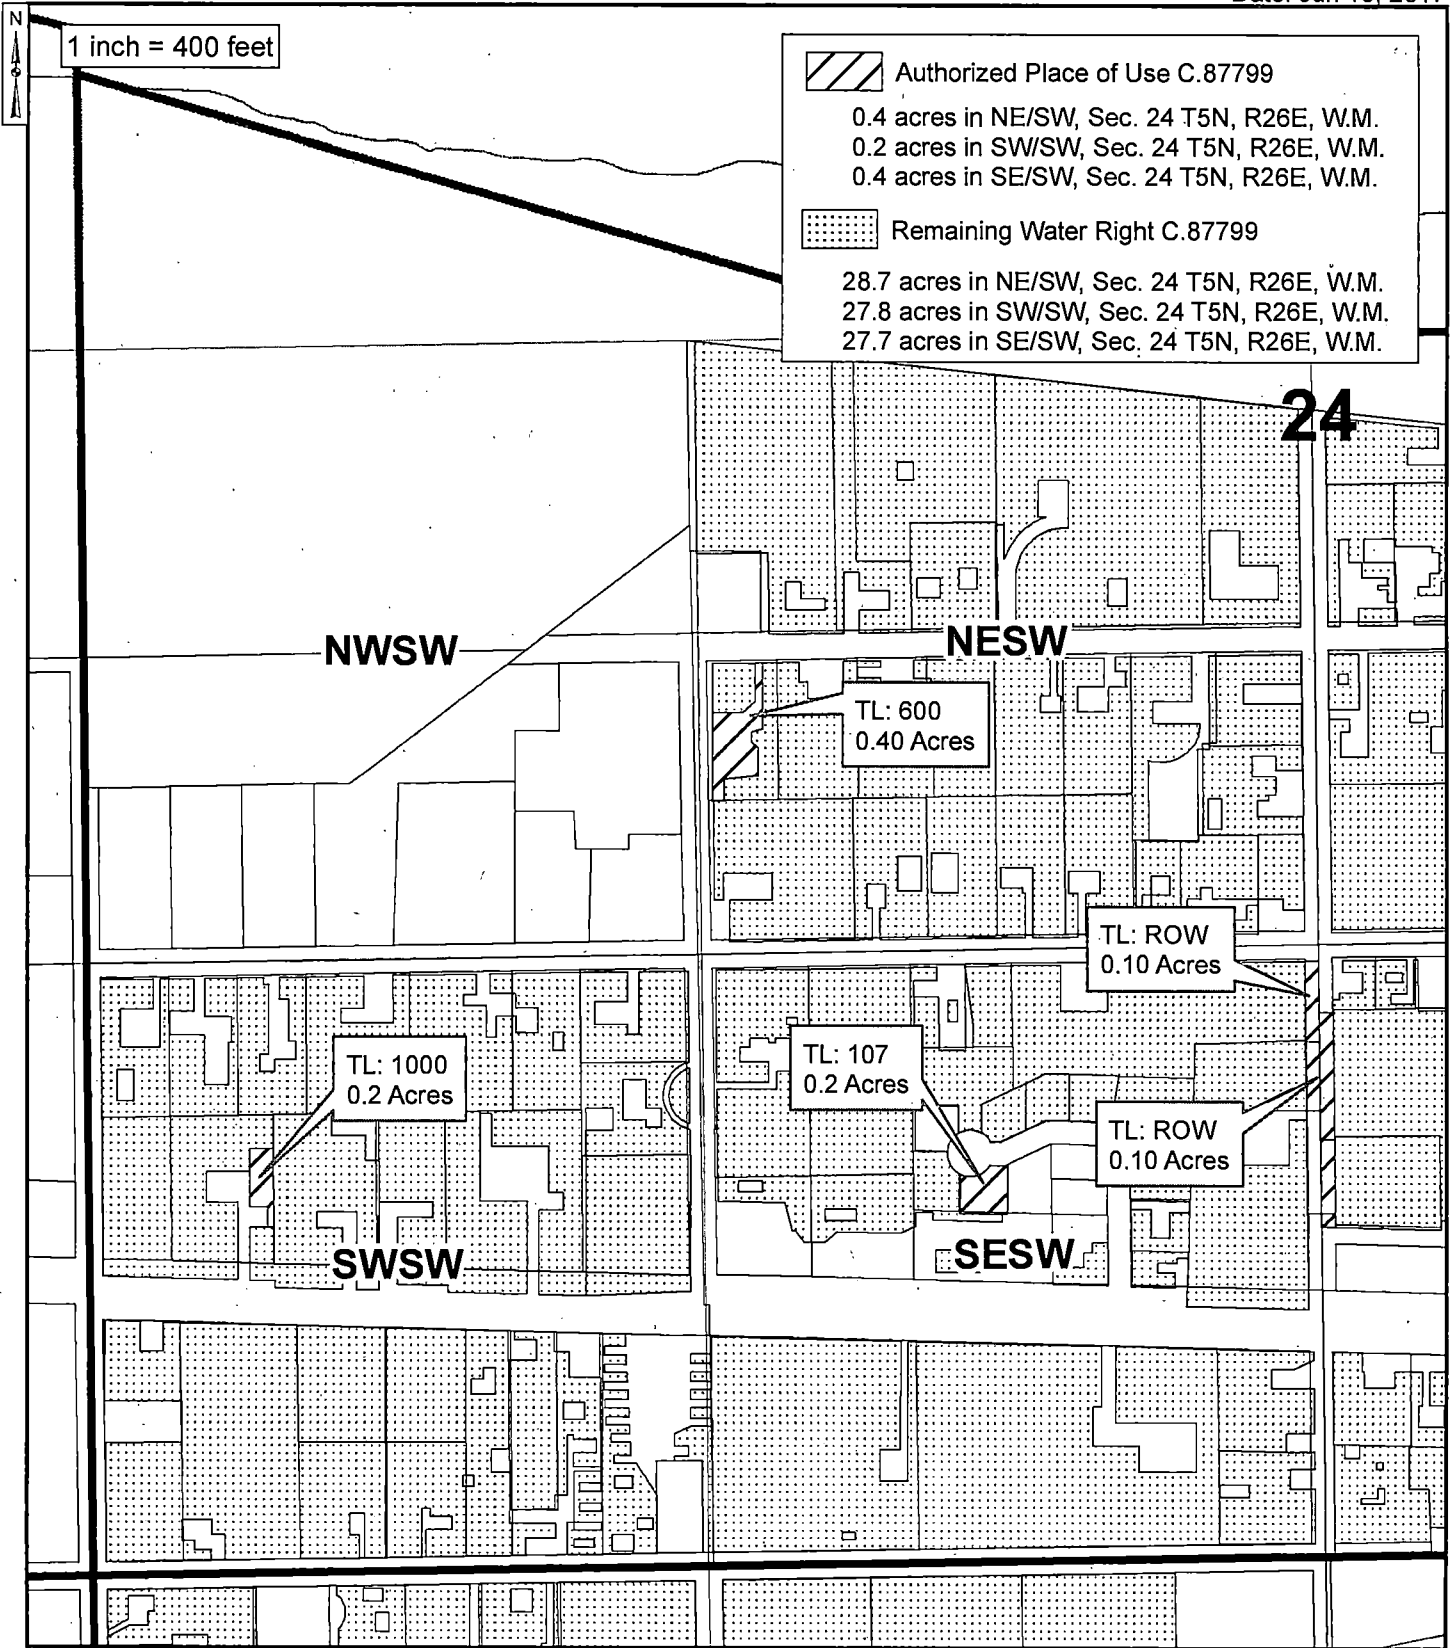 N
1 inch = 400 feet
Authorized Place of Use C.87799
0.4 acres in NE/SW, Sec. 24 T5N, R26E, W.M.
0.2 acres in SW/SW, Sec. 24 T5N, R26E, W.M.
0.4 acres in SE/SW, Sec. 24 T5N, R26E, W.M.
Remaining Water Right C.87799
28.7 acres in NE/SW, Sec. 24 T5N, R26E, W.M.
27.8 acres in SW/SW, Sec. 24 T5N, R26E, W.M.
27.7 acres in SE/SW, Sec. 24 T5N, R26E, W.M.
24
NWSW
NESW
TL: 600
0.40 Acres
TL: ROW
0.10 Acres
TL: 1000
0.2 Acres
TL: 107
0.2 Acres
TL: ROW
0.10 Acres
SWSW
SESW